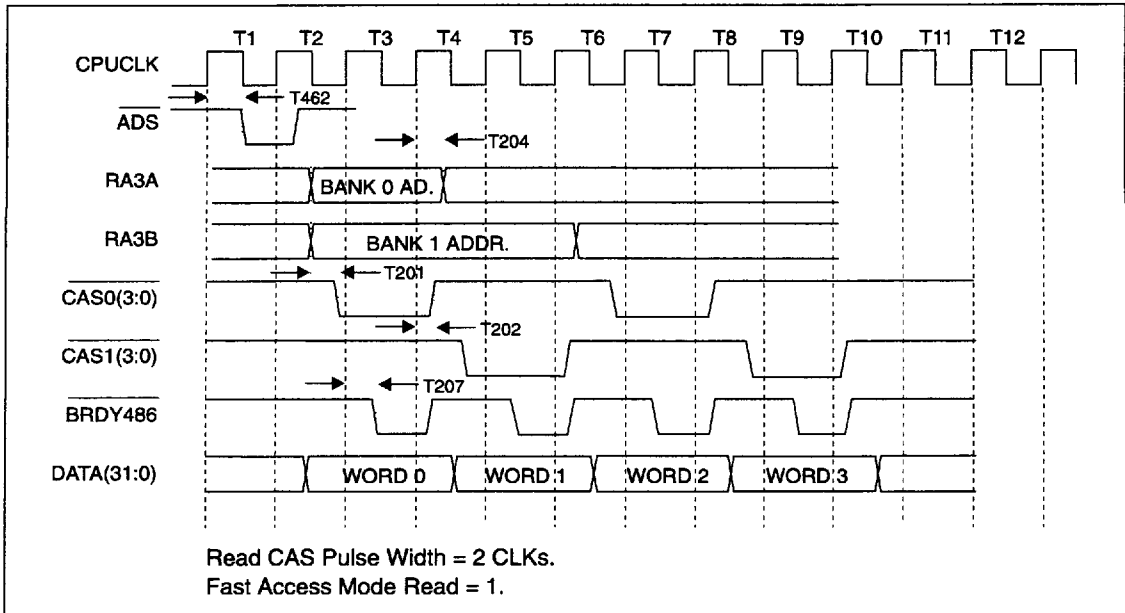 T1 T2 T3 T4 T5 T6 T7 T8 T9 T10 T11 T12
CPUCLK
T462
ADS
T204
RA3A
BANK 0 AD.
RA3B
BANK 1 ADDR.
T201
CAS0(3:0)
T202
CAS1(3:0)
T207
BRDY486
DATA(31:0)
WORD 0 WORD 1 WORD 2 WORD 3
Read CAS Pulse Width = 2 CLKs.
Fast Access Mode Read = 1.